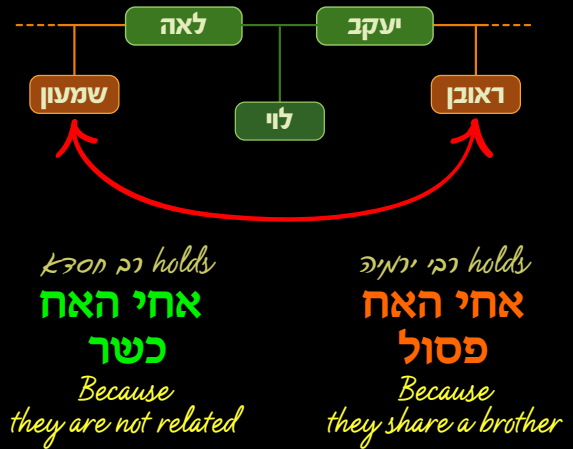 יעקב
לאה
ראובן
שמעון
לוי
רבי ירמיה holds
אחי האח
פסול
Because
they share a brother
רב חסדא holds
אחי האח
כשר
Because
they are not related